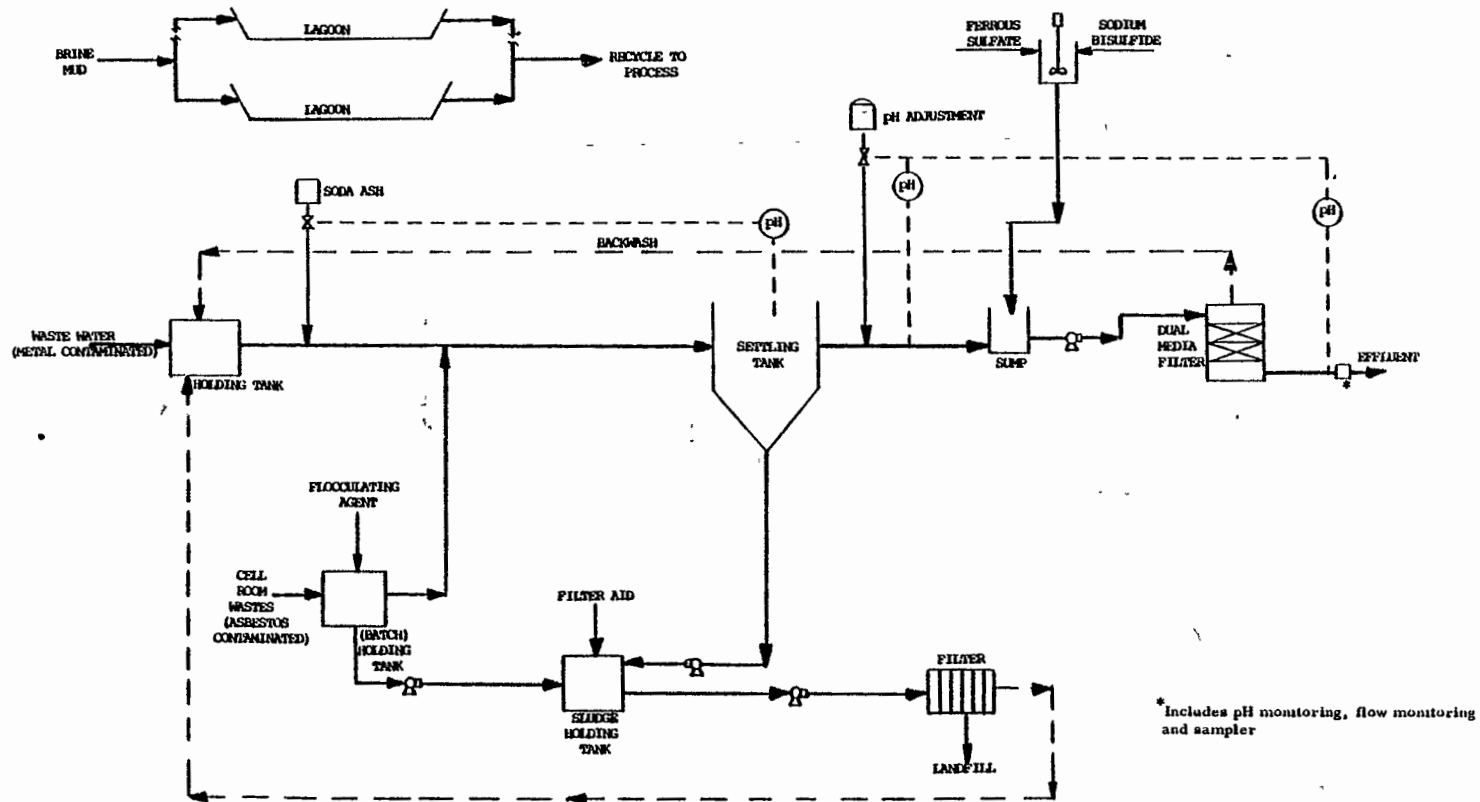 LAGOON
BRINE
MUD
RECYCLE TO
PROCESS
LAGOON
FERROUS
SULFATE
SODIUM
BISULFIDE
pH ADJUSTMENT
SODA ASH
pH
pH
pH
BACKWASH
WASTE WATER
(METAL CONTAMINATED)
HOLDING TANK
SETTLING
TANK
SUMP
DUAL
MEDIA
FILTER
EFFLUENT
*
FLOCCULATING
AGENT
CELL
ROOM
WASTES
(ASBESTOS
CONTAMINATED)
(BATCH)
HOLDING
TANK
FILTER AID
SLUDGE
HOLDING
TANK
FILTER
LANDFILL
*Includes pH monitoring, flow monitoring
and sampler